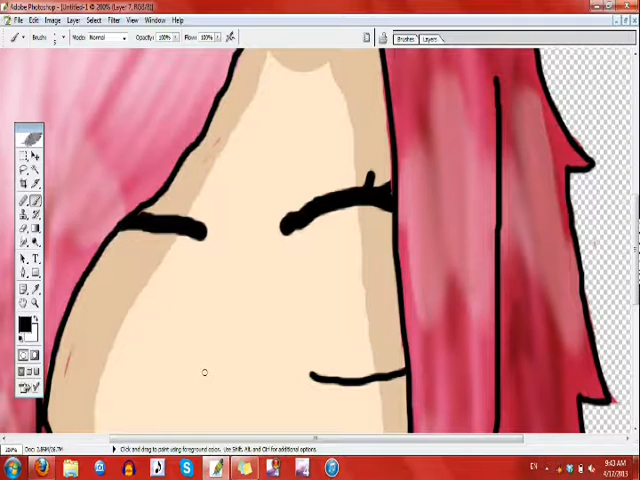 Adobe Photoshop - [Untitled-1 @ 200% (Layer 7, RGB/8)]
File Edit Image Layer Select Filter View Window Help
Brush: Mode: Normal Opacity: 100% Flow: 100%
Brushes Layers
Click and drag to paint using foreground color. Use Shift, Alt, and Ctrl for additional options.
EN
9:43 AM
4/17/2013